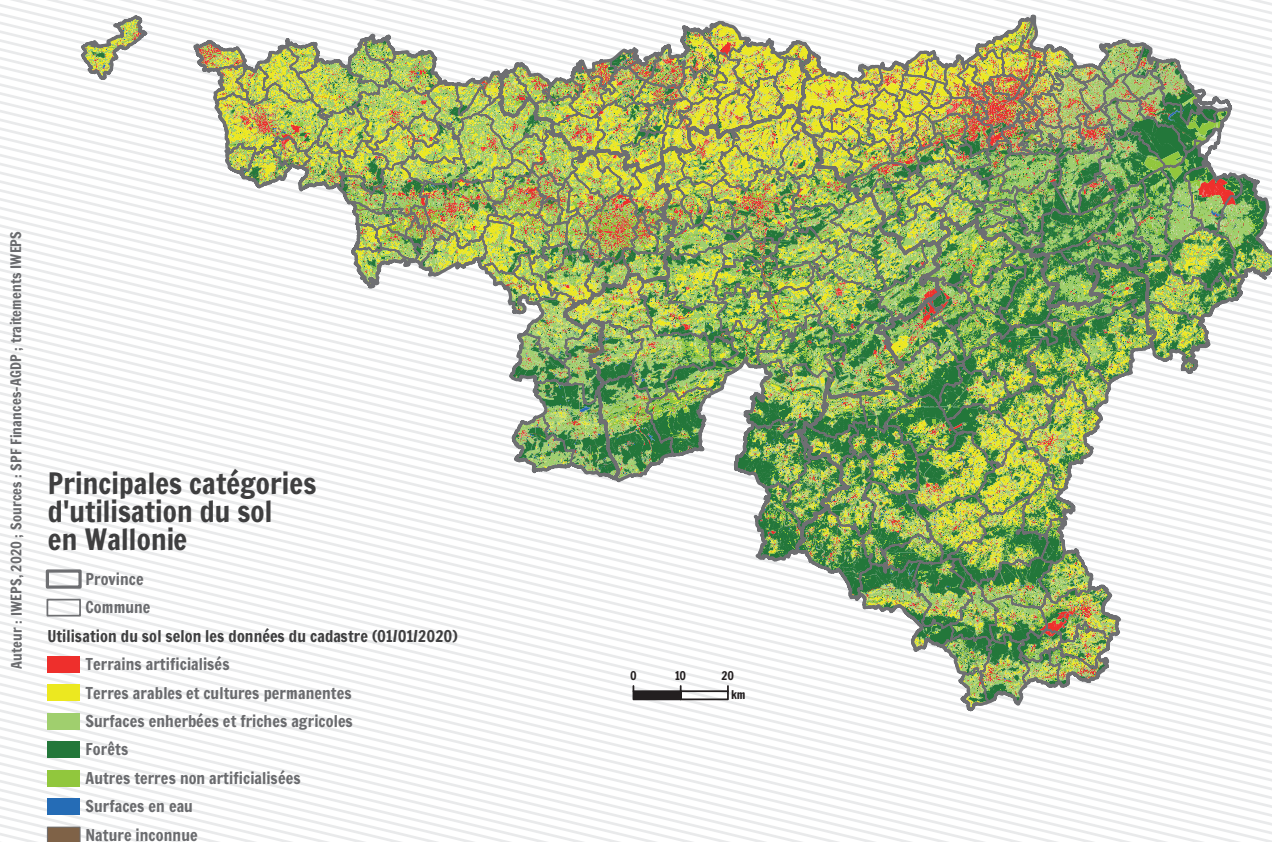 Auteur : IWEPS, 2020 ; Sources : SPF Finances-AGDP ; traitements IWEPS
Principales catégories
d'utilisation du sol
en Wallonie
Province
Commune
Utilisation du sol selon les données du cadastre (01/01/2020)
Terrains artificialisés
Terres arables et cultures permanentes
Surfaces enherbées et friches agricoles
Forêts
Autres terres non artificialisées
Surfaces en eau
Nature inconnue
0 10 20
km